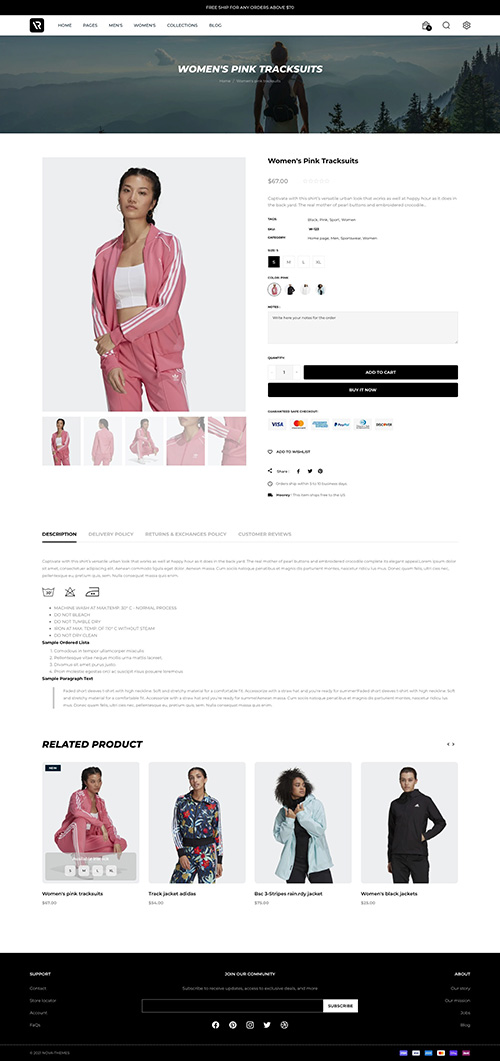 FREE SHIP FOR ANY ORDERS ABOVE $70
HOME PAGES MEN'S WOMEN'S COLLECTIONS BLOG
WOMEN'S PINK TRACKSUITS
Home / Women's pink tracksuits
Women's Pink Tracksuits
$67.00
Captivate with this shirt's versatile urban look that works as well at happy hour as it does in
the back yard. The real mother of pearl buttons and embroidered crocodile...
TAGS: Black, Pink, Sport, Women
SKU: W-123
CATEGORY: Home page, Men, Sportswear, Women
SIZE: S
S M L XL
COLOR: PINK
NOTES :
Write here your notes for the order
QUANTITY:
- 1 +
ADD TO CART
BUY IT NOW
GUARANTEED SAFE CHECKOUT:
VISA MasterCard AMERICAN EXPRESS PayPal Diners Club DISCOVER
ADD TO WISHLIST
Share :
Orders ship within 5 to 10 business days
Hooray ! This item ships free to the US
DESCRIPTION DELIVERY POLICY RETURNS & EXCHANGES POLICY CUSTOMER REVIEWS
Captivate with this shirt's versatile urban look that works as well at happy hour as it does in the back yard. The real mother of pearl buttons and embroidered crocodile complete its elegant appeal.Lorem ipsum dolor
sit amet, consectetuer adipiscing elit. Aenean commodo ligula eget dolor. Aenean massa. Cum sociis natoque penatibus et magnis dis parturient montes, nascetur ridiculus mus. Donec quam felis, ultricies nec,
pellentesque eu, pretium quis, sem. Nulla consequat massa quis enim.
30°
MACHINE WASH AT MAX.TEMP. 30° C - NORMAL PROCESS
DO NOT BLEACH
DO NOT TUMBLE DRY
IRON AT MAX. TEMP. OF 110° C WITHOUT STEAM
DO NOT DRY CLEAN
Sample Ordered Lista
1. Comodous in tempor ullamcorper miaculis
2. Pellentesque vitae neque mollis urna mattis laoreet.
3. Divamus sit amet purus justo.
4. Proin molestie egestas orci ac suscipit risus posuere loremous
Sample Paragraph Text
Faded short sleeves t-shirt with high neckline. Soft and stretchy material for a comfortable fit. Accessorize with a straw hat and you're ready for summer!Faded short sleeves t-shirt with high neckline. Soft
and stretchy material for a comfortable fit. Accessorize with a straw hat and you're ready for summer!aenean massa. Cum sociis natoque penatibus et magnis dis parturient montes, nascetur ridiculus
mus. Donec quam felis, ultricies nec, pellentesque eu, pretium quis, sem. Nulla consequat massa quis enim.
RELATED PRODUCT
NEW
S M L XL
Women's pink tracksuits Track jacket adidas Bsc 3-Stripes rain.rdy jacket Women's black jackets
$67.00 $54.00 $75.00 $25.00
SUPPORT JOIN OUR COMMUNITY ABOUT
Contact Subscribe to receive updates, access to exclusive deals, and more. Our story
Store locator SUBSCRIBE Our mission
Account Jobs
FaQs Blog
© 2021 NOVA-THEMES